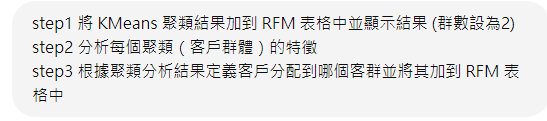 step1 將 KMeans 聚類結果加到 RFM 表格中並顯示結果 (群數設為2)
step2 分析每個聚類（客戶群體）的特徵
step3 根據聚類分析結果定義客戶分配到哪個客群並將其加到 RFM 表
格中